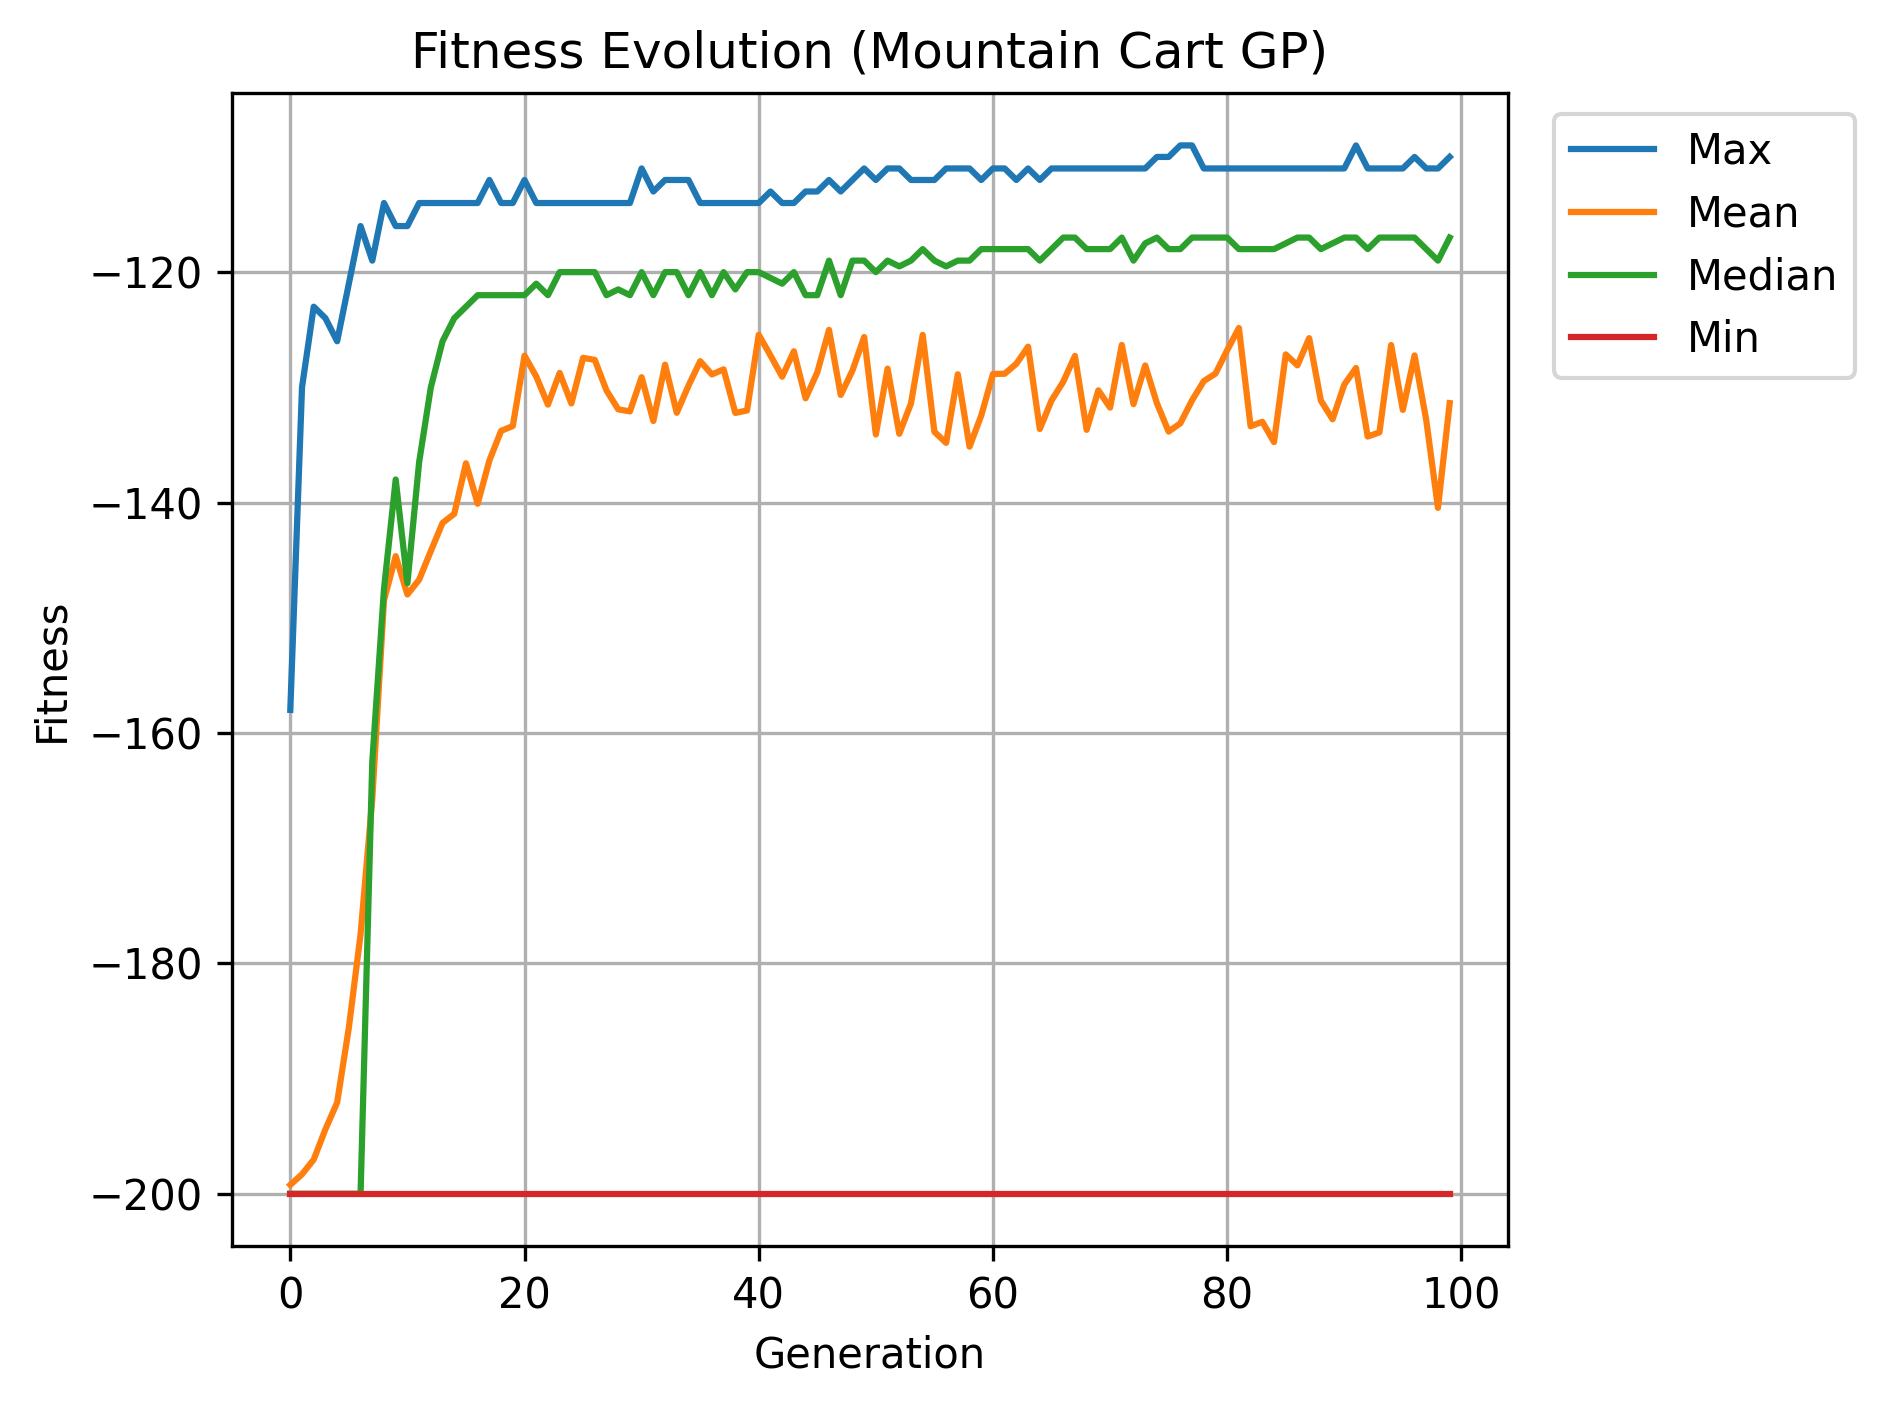 Fitness Evolution (Mountain Cart GP)
Max
Mean
Median
Min
Fitness
−120
−140
−160
−180
−200
0 20 40 60 80 100
Generation